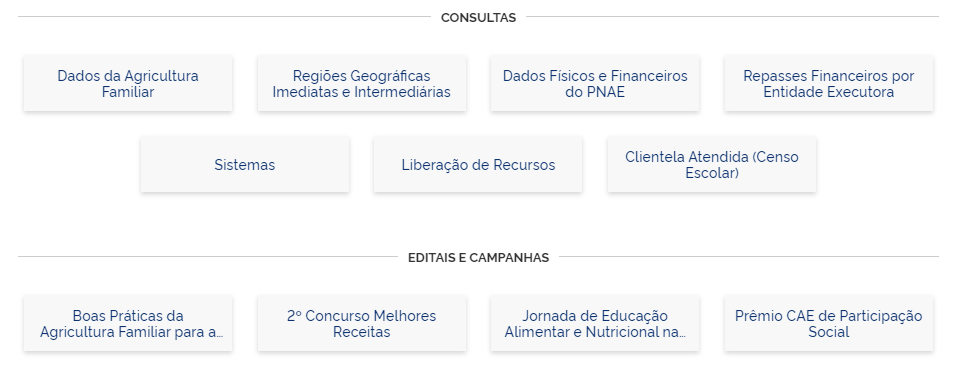 CONSULTAS
Dados da Agricultura
Familiar
Regiões Geográficas
Imediatas e Intermediárias
Dados Físicos e Financeiros
do PNAE
Repasses Financeiros por
Entidade Executora
Sistemas
Liberação de Recursos
Clientela Atendida (Censo
Escolar)
EDITAIS E CAMPANHAS
Boas Práticas da
Agricultura Familiar para a...
2º Concurso Melhores
Receitas
Jornada de Educação
Alimentar e Nutricional na...
Prêmio CAE de Participação
Social